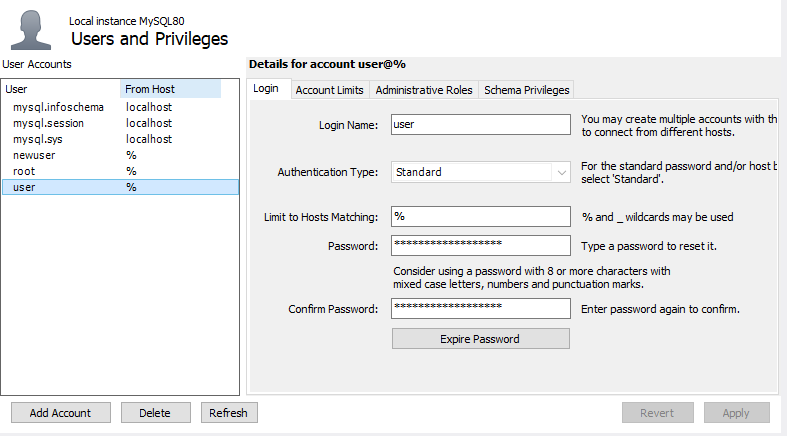 Local instance MySQL80
Users and Privileges
User Accounts
User From Host
mysql.infoschema localhost
mysql.session localhost
mysql.sys localhost
newuser %
root %
user %
Add Account Delete Refresh
Details for account user@%
Login Account Limits Administrative Roles Schema Privileges
Login Name: user
You may create multiple accounts with
to connect from different hosts.
Authentication Type: Standard
For the standard password and/or host
select 'Standard'.
Limit to Hosts Matching: % % and _ wildcards may be used
Password: ****************** Type a password to reset it.
Consider using a password with 8 or more characters with
mixed case letters, numbers and punctuation marks.
Confirm Password: ****************** Enter password again to confirm.
Expire Password
Revert Apply